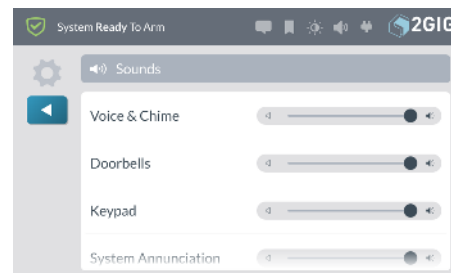 System Ready To Arm
2GIG
Sounds
Voice & Chime
Doorbells
Keypad
System Annunciation